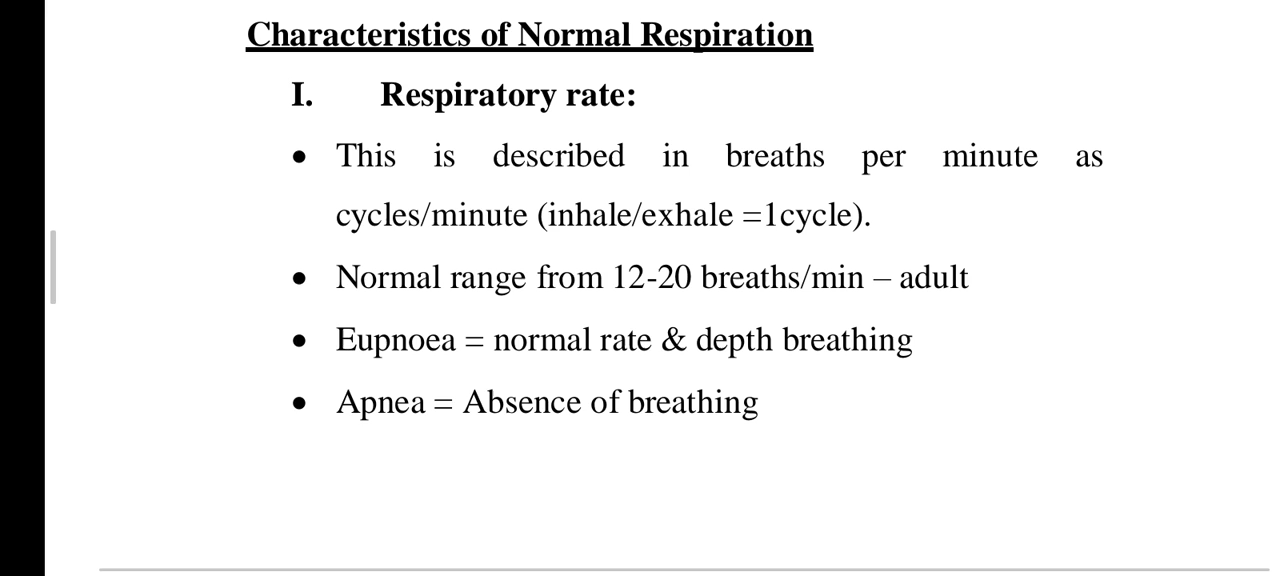 Characteristics of Normal Respiration
I. Respiratory rate:
• This is described in breaths per minute as
cycles/minute (inhale/exhale =1cycle).
• Normal range from 12-20 breaths/min – adult
• Eupnoea = normal rate & depth breathing
• Apnea = Absence of breathing